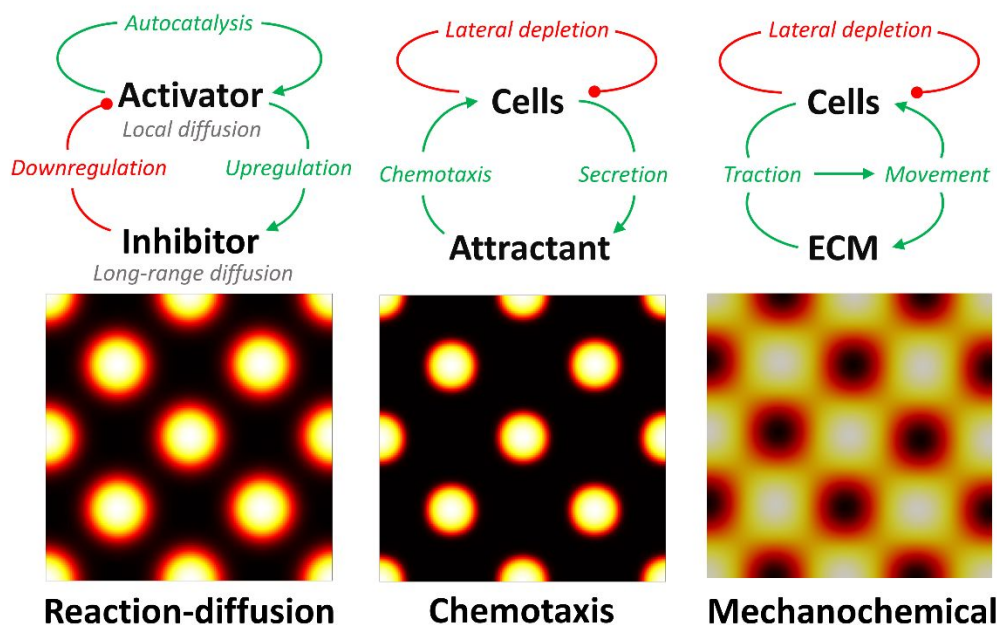 Autocatalysis
Activator
Local diffusion
Downregulation
Upregulation
Inhibitor
Long-range diffusion
Reaction-diffusion
Lateral depletion
Cells
Chemotaxis
Secretion
Attractant
Chemotaxis
Lateral depletion
Cells
Traction
Movement
ECM
Mechanochemical